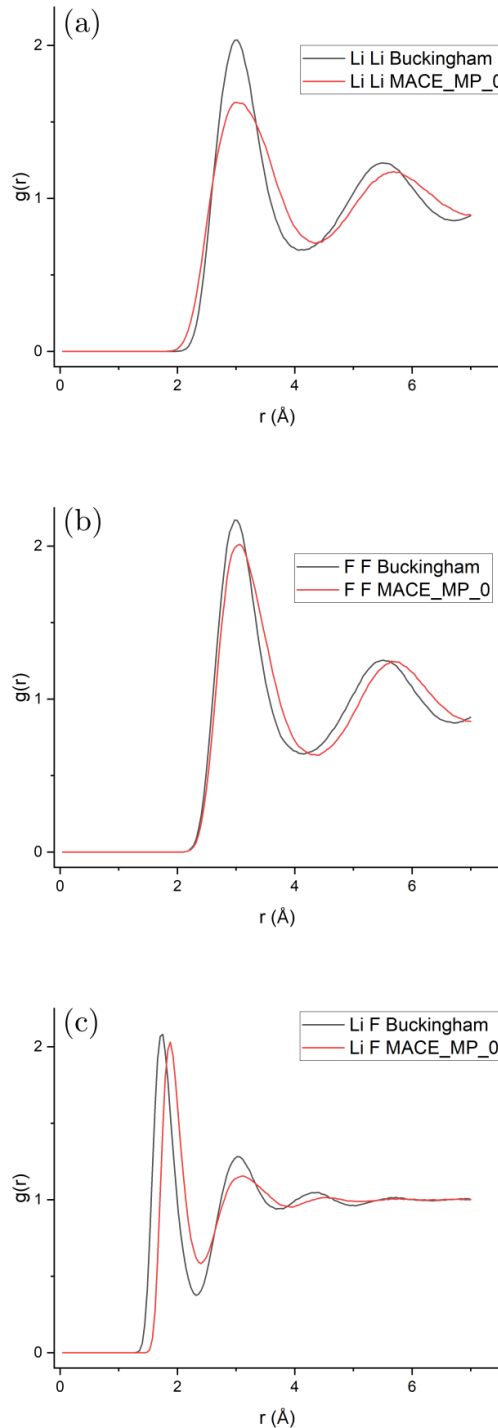 (a)
Li Li Buckingham
Li Li MACE_MP_0
g(r)
2
1
0
0 2 4 6
r (Å)
(b)
F F Buckingham
F F MACE_MP_0
g(r)
2
1
0
0 2 4 6
r (Å)
(c)
Li F Buckingham
Li F MACE_MP_0
g(r)
2
1
0
0 2 4 6
r (Å)